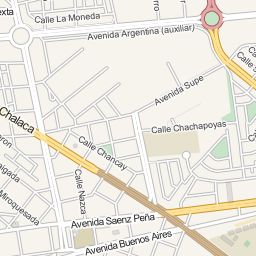 Calle La Moneda
Avenida Argentina (auxiliar)
Avenida Supe
Chalaca
Calle Chachapoyas
Calle Chancay
Calle Nazca
Miroquesada
Avenida Saenz Peña
Avenida Buenos Aires